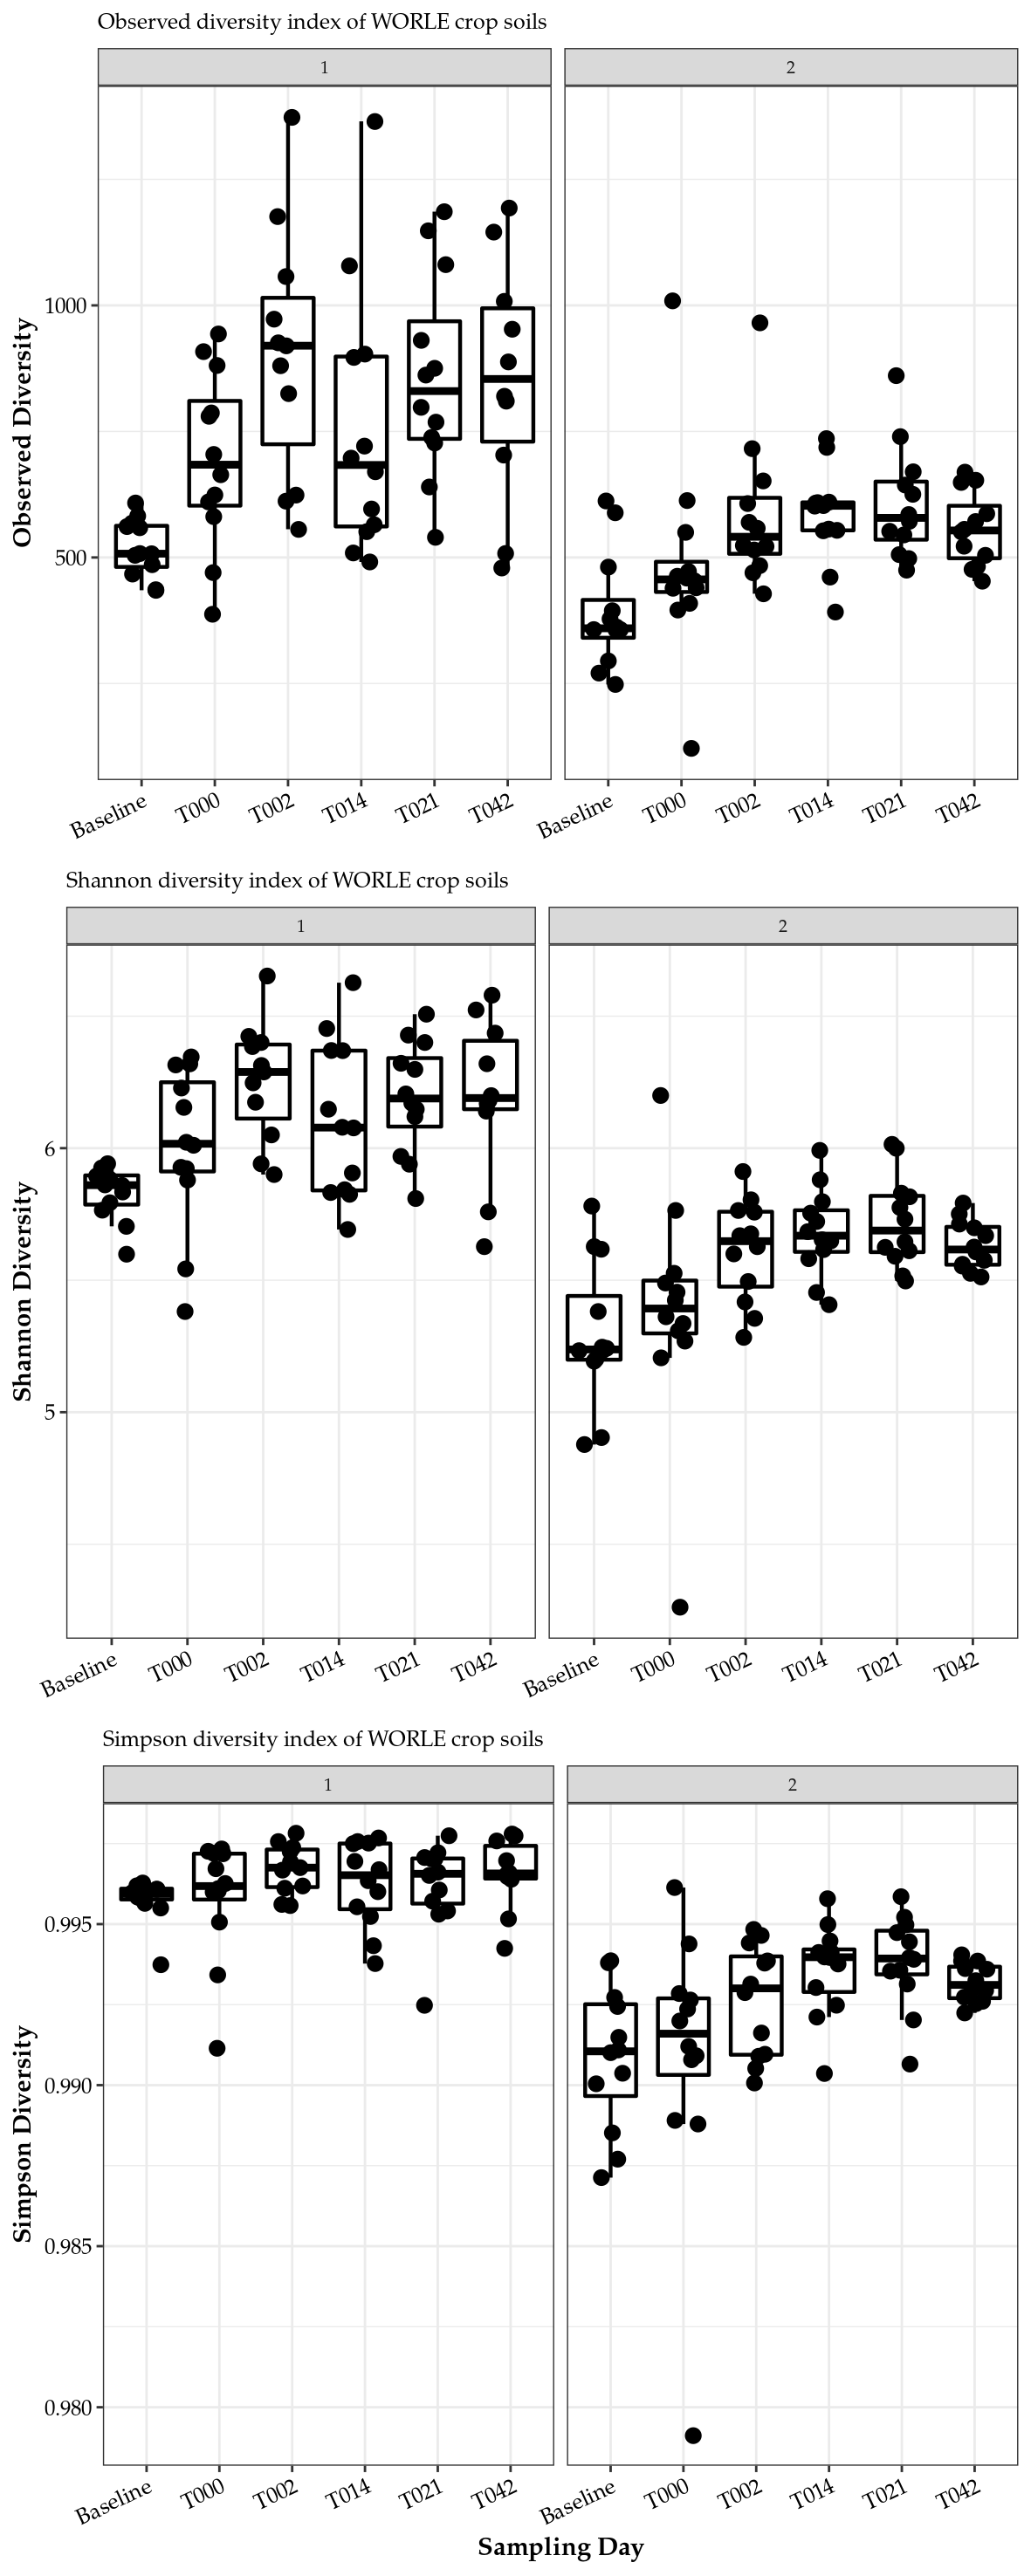 Observed diversity index of WORLE crop soils
1 2
Observed Diversity
1000
500
Baseline T000 T002 T014 T021 T042 Baseline T000 T002 T014 T021 T042
Shannon diversity index of WORLE crop soils
1 2
Shannon Diversity
6
5
Baseline T000 T002 T014 T021 T042 Baseline T000 T002 T014 T021 T042
Simpson diversity index of WORLE crop soils
1 2
Simpson Diversity
0.995
0.990
0.985
0.980
Baseline T000 T002 T014 T021 T042 Baseline T000 T002 T014 T021 T042
Sampling Day